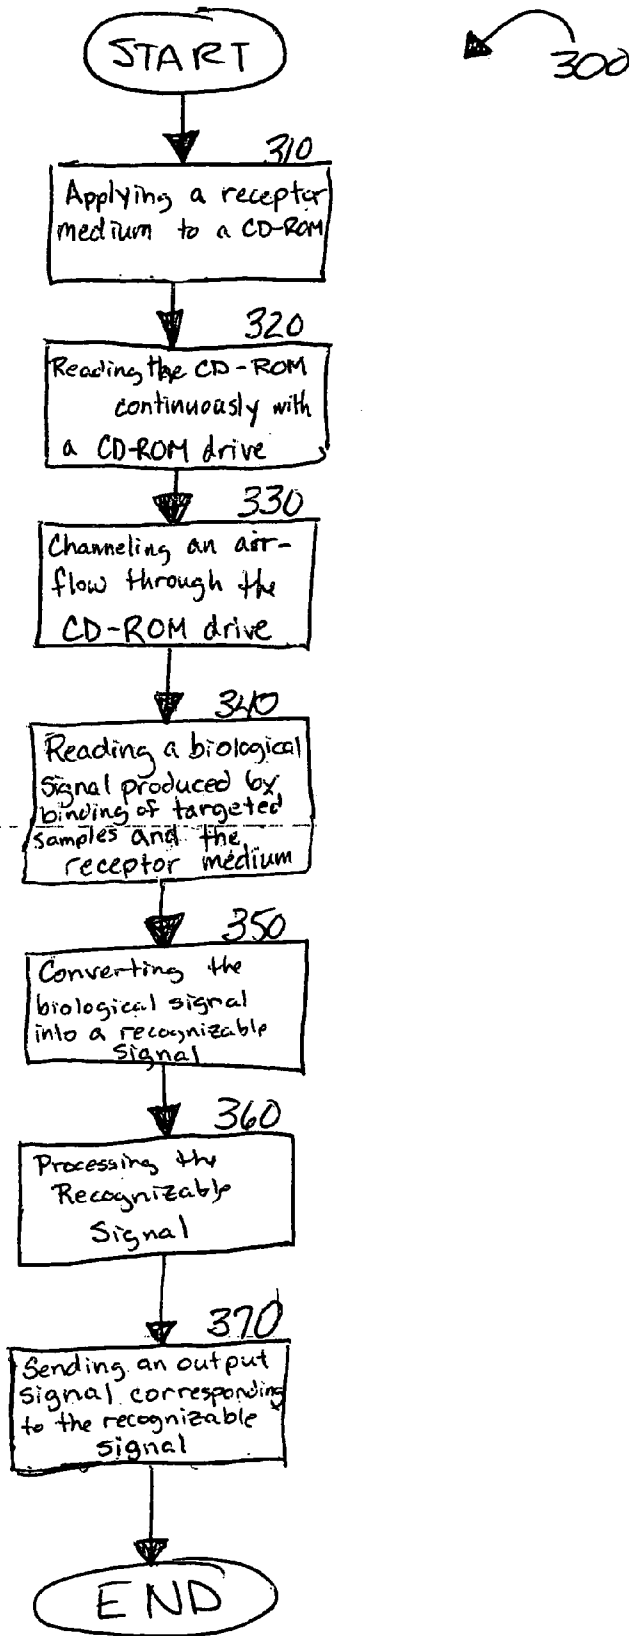 START
300
310
Applying a receptor
medium to a CD-ROM
320
Reading the CD-ROM
continuously with
a CD-ROM drive
330
Channeling an air-
flow through the
CD-ROM drive
340
Reading a biological
signal produced by
binding of targeted
samples and the
receptor medium
350
Converting the
biological signal
into a recognizable
signal
360
Processing the
Recognizable
Signal
370
Sending an output
signal corresponding
to the recognizable
signal
END